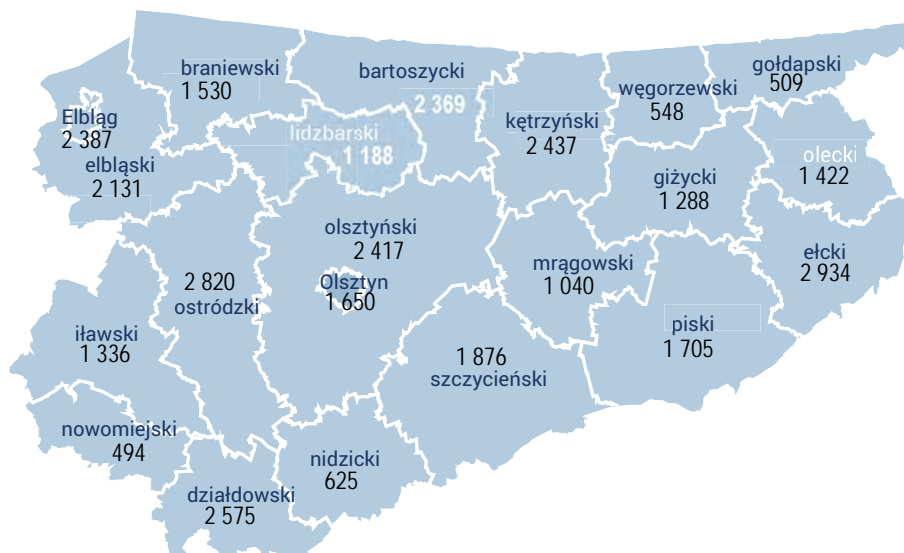 braniewski
1 530
bartoszycki
2 369
węgorzewski
548
gołdapski
509
Elbląg
2 387
elbląski
2 131
lidzbarski
1 188
kętrzyński
2 437
giżycki
1 288
olecki
1 422
olsztyński
2 417
Olsztyn
1 650
mrągowski
1 040
ełcki
2 934
2 820
ostródzki
iławski
1 336
1 876
szczycieński
piski
1 705
nowomiejski
494
nidzicki
625
działdowski
2 575